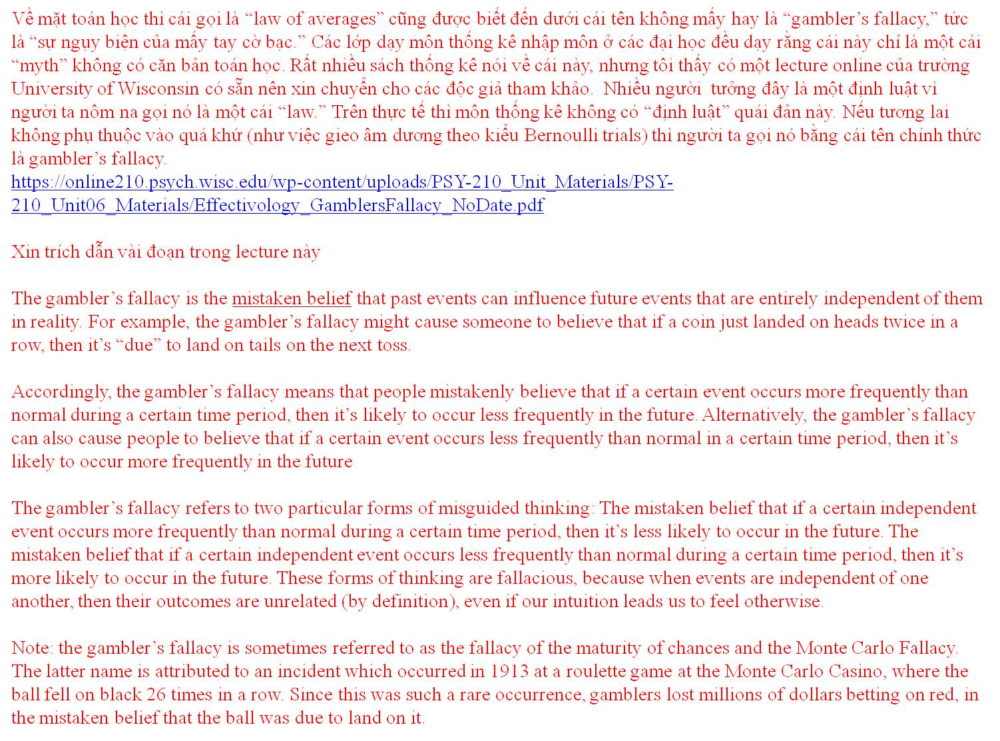 Về mặt toán học thì cái gọi là “law of averages” cũng được biết đến dưới cái tên không mấy hay là “gambler’s fallacy,” tức
là “sự ngụy biện của mấy tay cờ bạc.” Các lớp dạy môn thống kê nhập môn ở các đại học đều dạy rằng cái này chỉ là một cái
“myth” không có căn bản toán học. Rất nhiều sách thống kê nói về cái này, nhưng tôi thấy có một lecture online của trường
University of Wisconsin có sẵn nên xin chuyển cho các độc giả tham khảo. Nhiều người tưởng đây là một định luật vì
người ta nôm na gọi nó là một cái “law.” Trên thực tế thì môn thống kê không có “định luật” quái đản này. Nếu tương lai
không phụ thuộc vào quá khứ (như việc gieo âm dương theo kiểu Bernoulli trials) thì người ta gọi nó bằng cái tên chính thức
là gambler’s fallacy.
https://online210.psych.wisc.edu/wp-content/uploads/PSY-210_Unit_Materials/PSY-
210_Unit06_Materials/Effectivology_GamblersFallacy_NoDate.pdf
Xin trích dẫn vài đoạn trong lecture này
The gambler’s fallacy is the mistaken belief that past events can influence future events that are entirely independent of them
in reality. For example, the gambler’s fallacy might cause someone to believe that if a coin just landed on heads twice in a
row, then it’s “due” to land on tails on the next toss.
Accordingly, the gambler’s fallacy means that people mistakenly believe that if a certain event occurs more frequently than
normal during a certain time period, then it’s likely to occur less frequently in the future. Alternatively, the gambler’s fallacy
can also cause people to believe that if a certain event occurs less frequently than normal in a certain time period, then it’s
likely to occur more frequently in the future
The gambler’s fallacy refers to two particular forms of misguided thinking: The mistaken belief that if a certain independent
event occurs more frequently than normal during a certain time period, then it’s less likely to occur in the future. The
mistaken belief that if a certain independent event occurs less frequently than normal during a certain time period, then it’s
more likely to occur in the future. These forms of thinking are fallacious, because when events are independent of one
another, then their outcomes are unrelated (by definition), even if our intuition leads us to feel otherwise.
Note: the gambler’s fallacy is sometimes referred to as the fallacy of the maturity of chances and the Monte Carlo Fallacy.
The latter name is attributed to an incident which occurred in 1913 at a roulette game at the Monte Carlo Casino, where the
ball fell on black 26 times in a row. Since this was such a rare occurrence, gamblers lost millions of dollars betting on red, in
the mistaken belief that the ball was due to land on it.